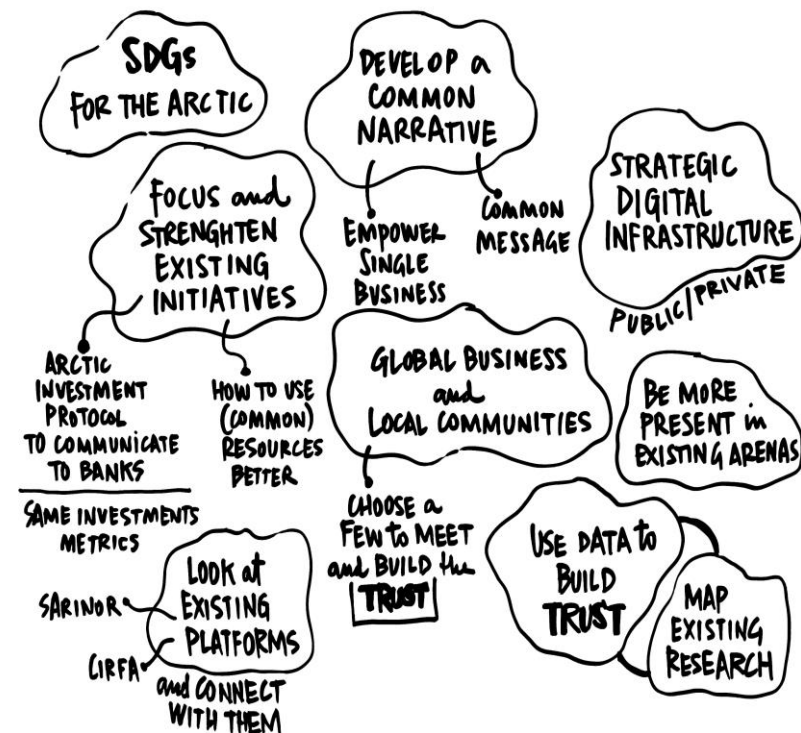 SDGs
FOR THE ARCTIC
DEVELOP a
COMMON
NARRATIVE
EMPOWER
SINGLE
BUSINESS
COMMON
MESSAGE
STRATEGIC
DIGITAL
INFRASTRUCTURE
PUBLIC/PRIVATE
FOCUS and
STRENGHTEN
EXISTING
INITIATIVES
ARCTIC
INVESTMENT
PROTOCOL
TO COMMUNICATE
TO BANKS
SAME INVESTMENTS
METRICS
HOW TO USE
(COMMON)
RESOURCES
BETTER
GLOBAL BUSINESS
and
LOCAL COMMUNITIES
CHOOSE a
FEW to MEET
and BUILD the
TRUST
BE MORE
PRESENT in
EXISTING ARENAS
LOOK at
EXISTING
PLATFORMS
SARINOR
CIRFA
and CONNECT
WITH THEM
USE DATA to
BUILD
TRUST
MAP
EXISTING
RESEARCH